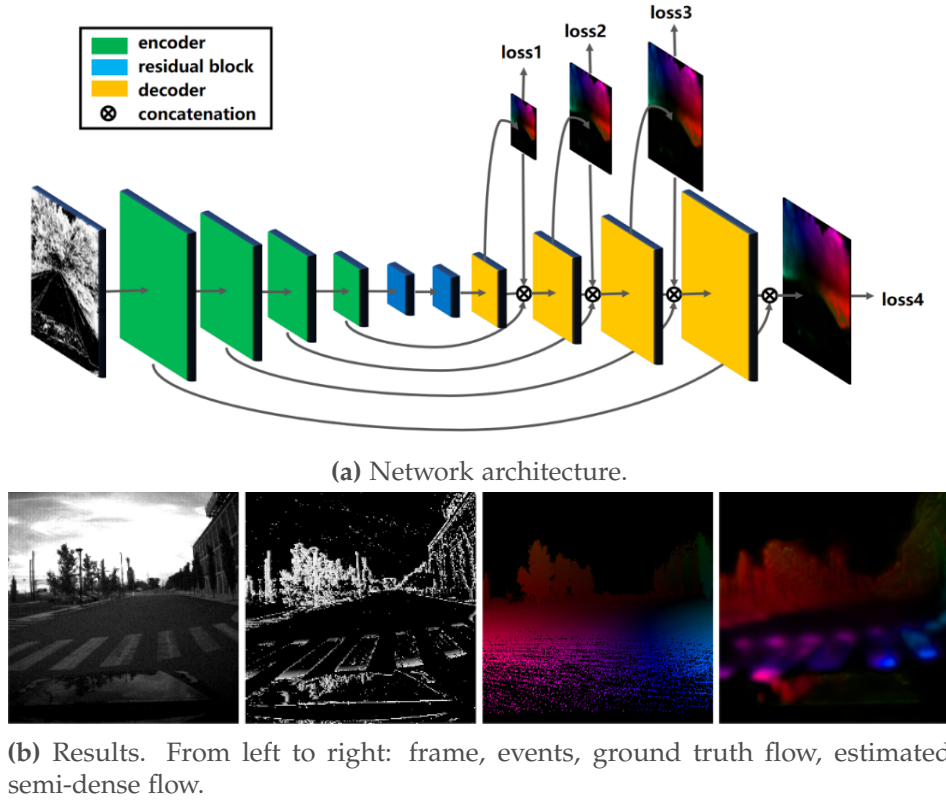 loss3
loss2
loss1
encoder
residual block
decoder
⊗ concatenation
loss4
(a) Network architecture.
(b) Results. From left to right: frame, events, ground truth flow, estimated
semi-dense flow.